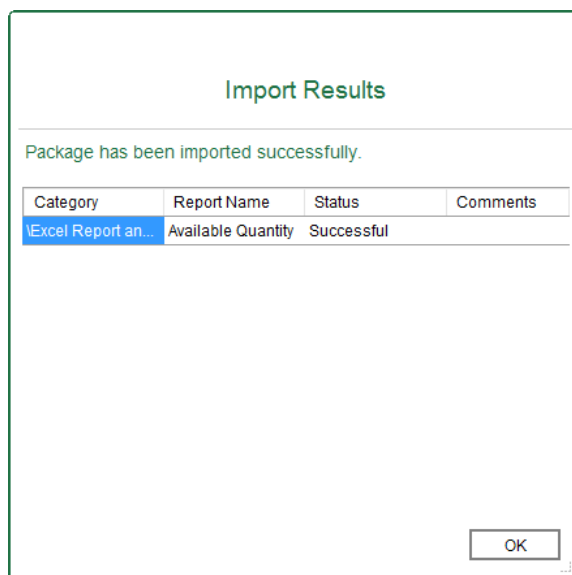 Import Results
Package has been imported successfully.
Category Report Name Status Comments
\Excel Report an... Available Quantity Successful
OK